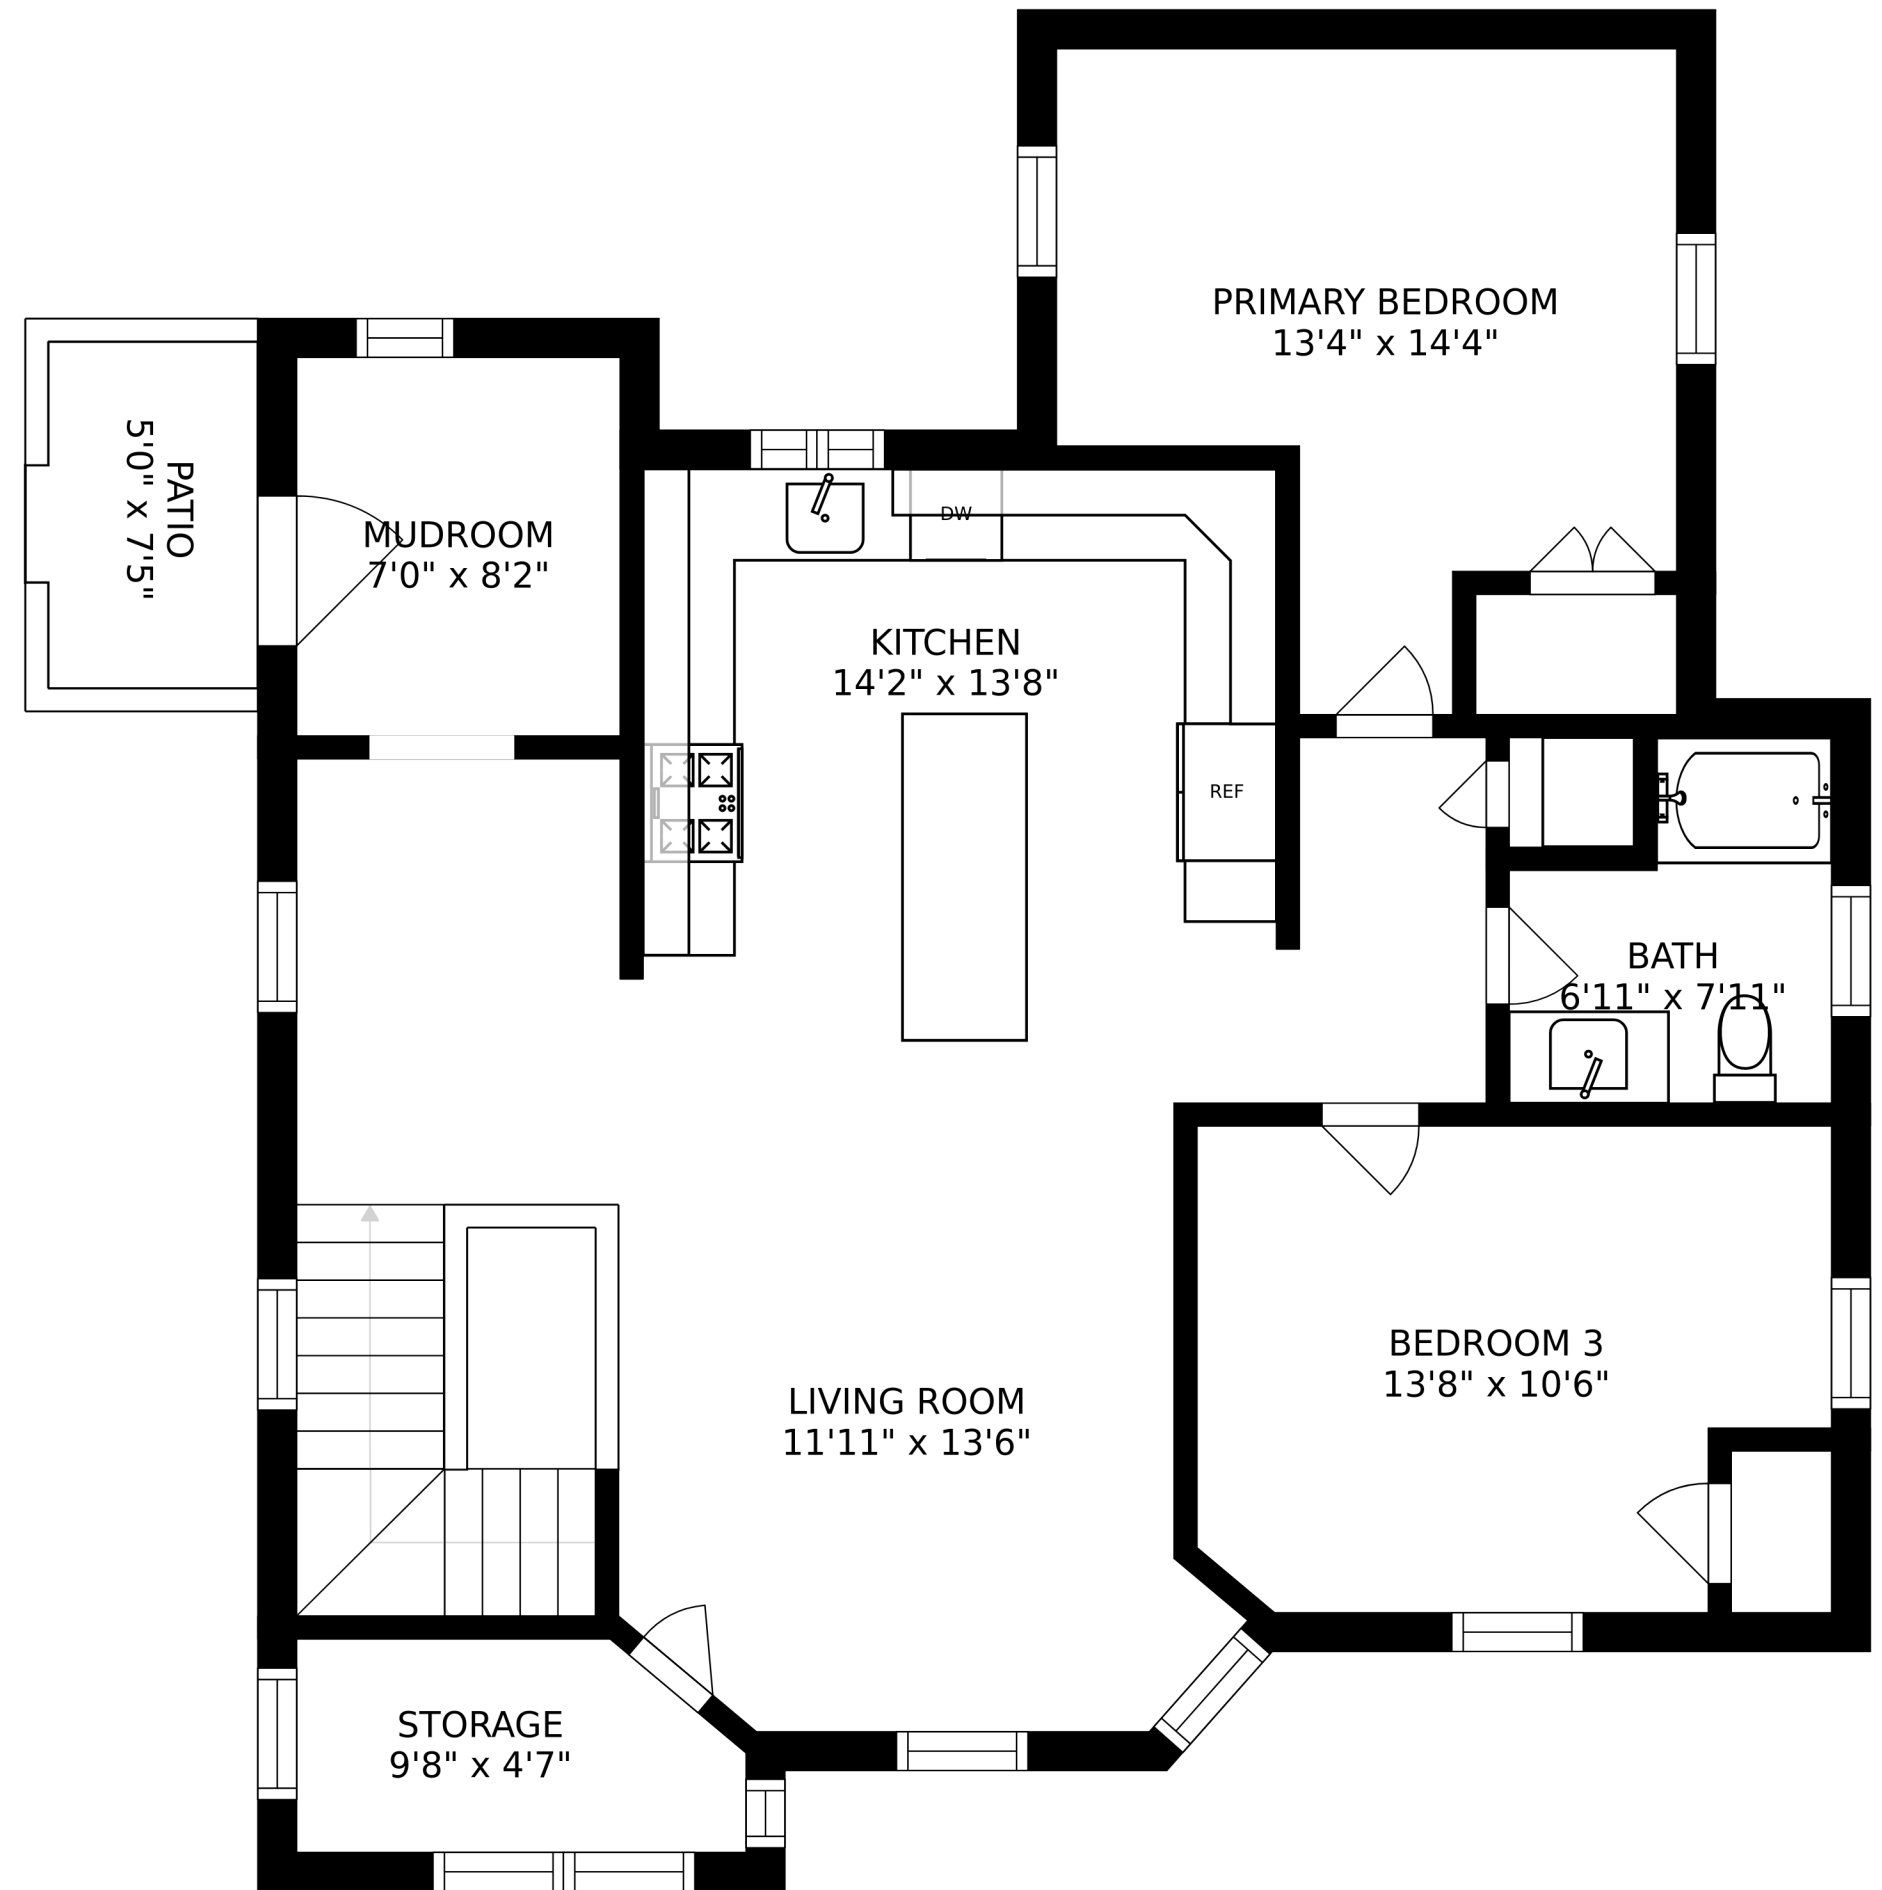 PRIMARY BEDROOM
13'4" x 14'4"
PATIO
5'0" x 7'5"
MUDROOM
7'0" x 8'2"
DW
KITCHEN
14'2" x 13'8"
REF
BATH
6'11" x 7'11"
BEDROOM 3
13'8" x 10'6"
LIVING ROOM
11'11" x 13'6"
STORAGE
9'8" x 4'7"